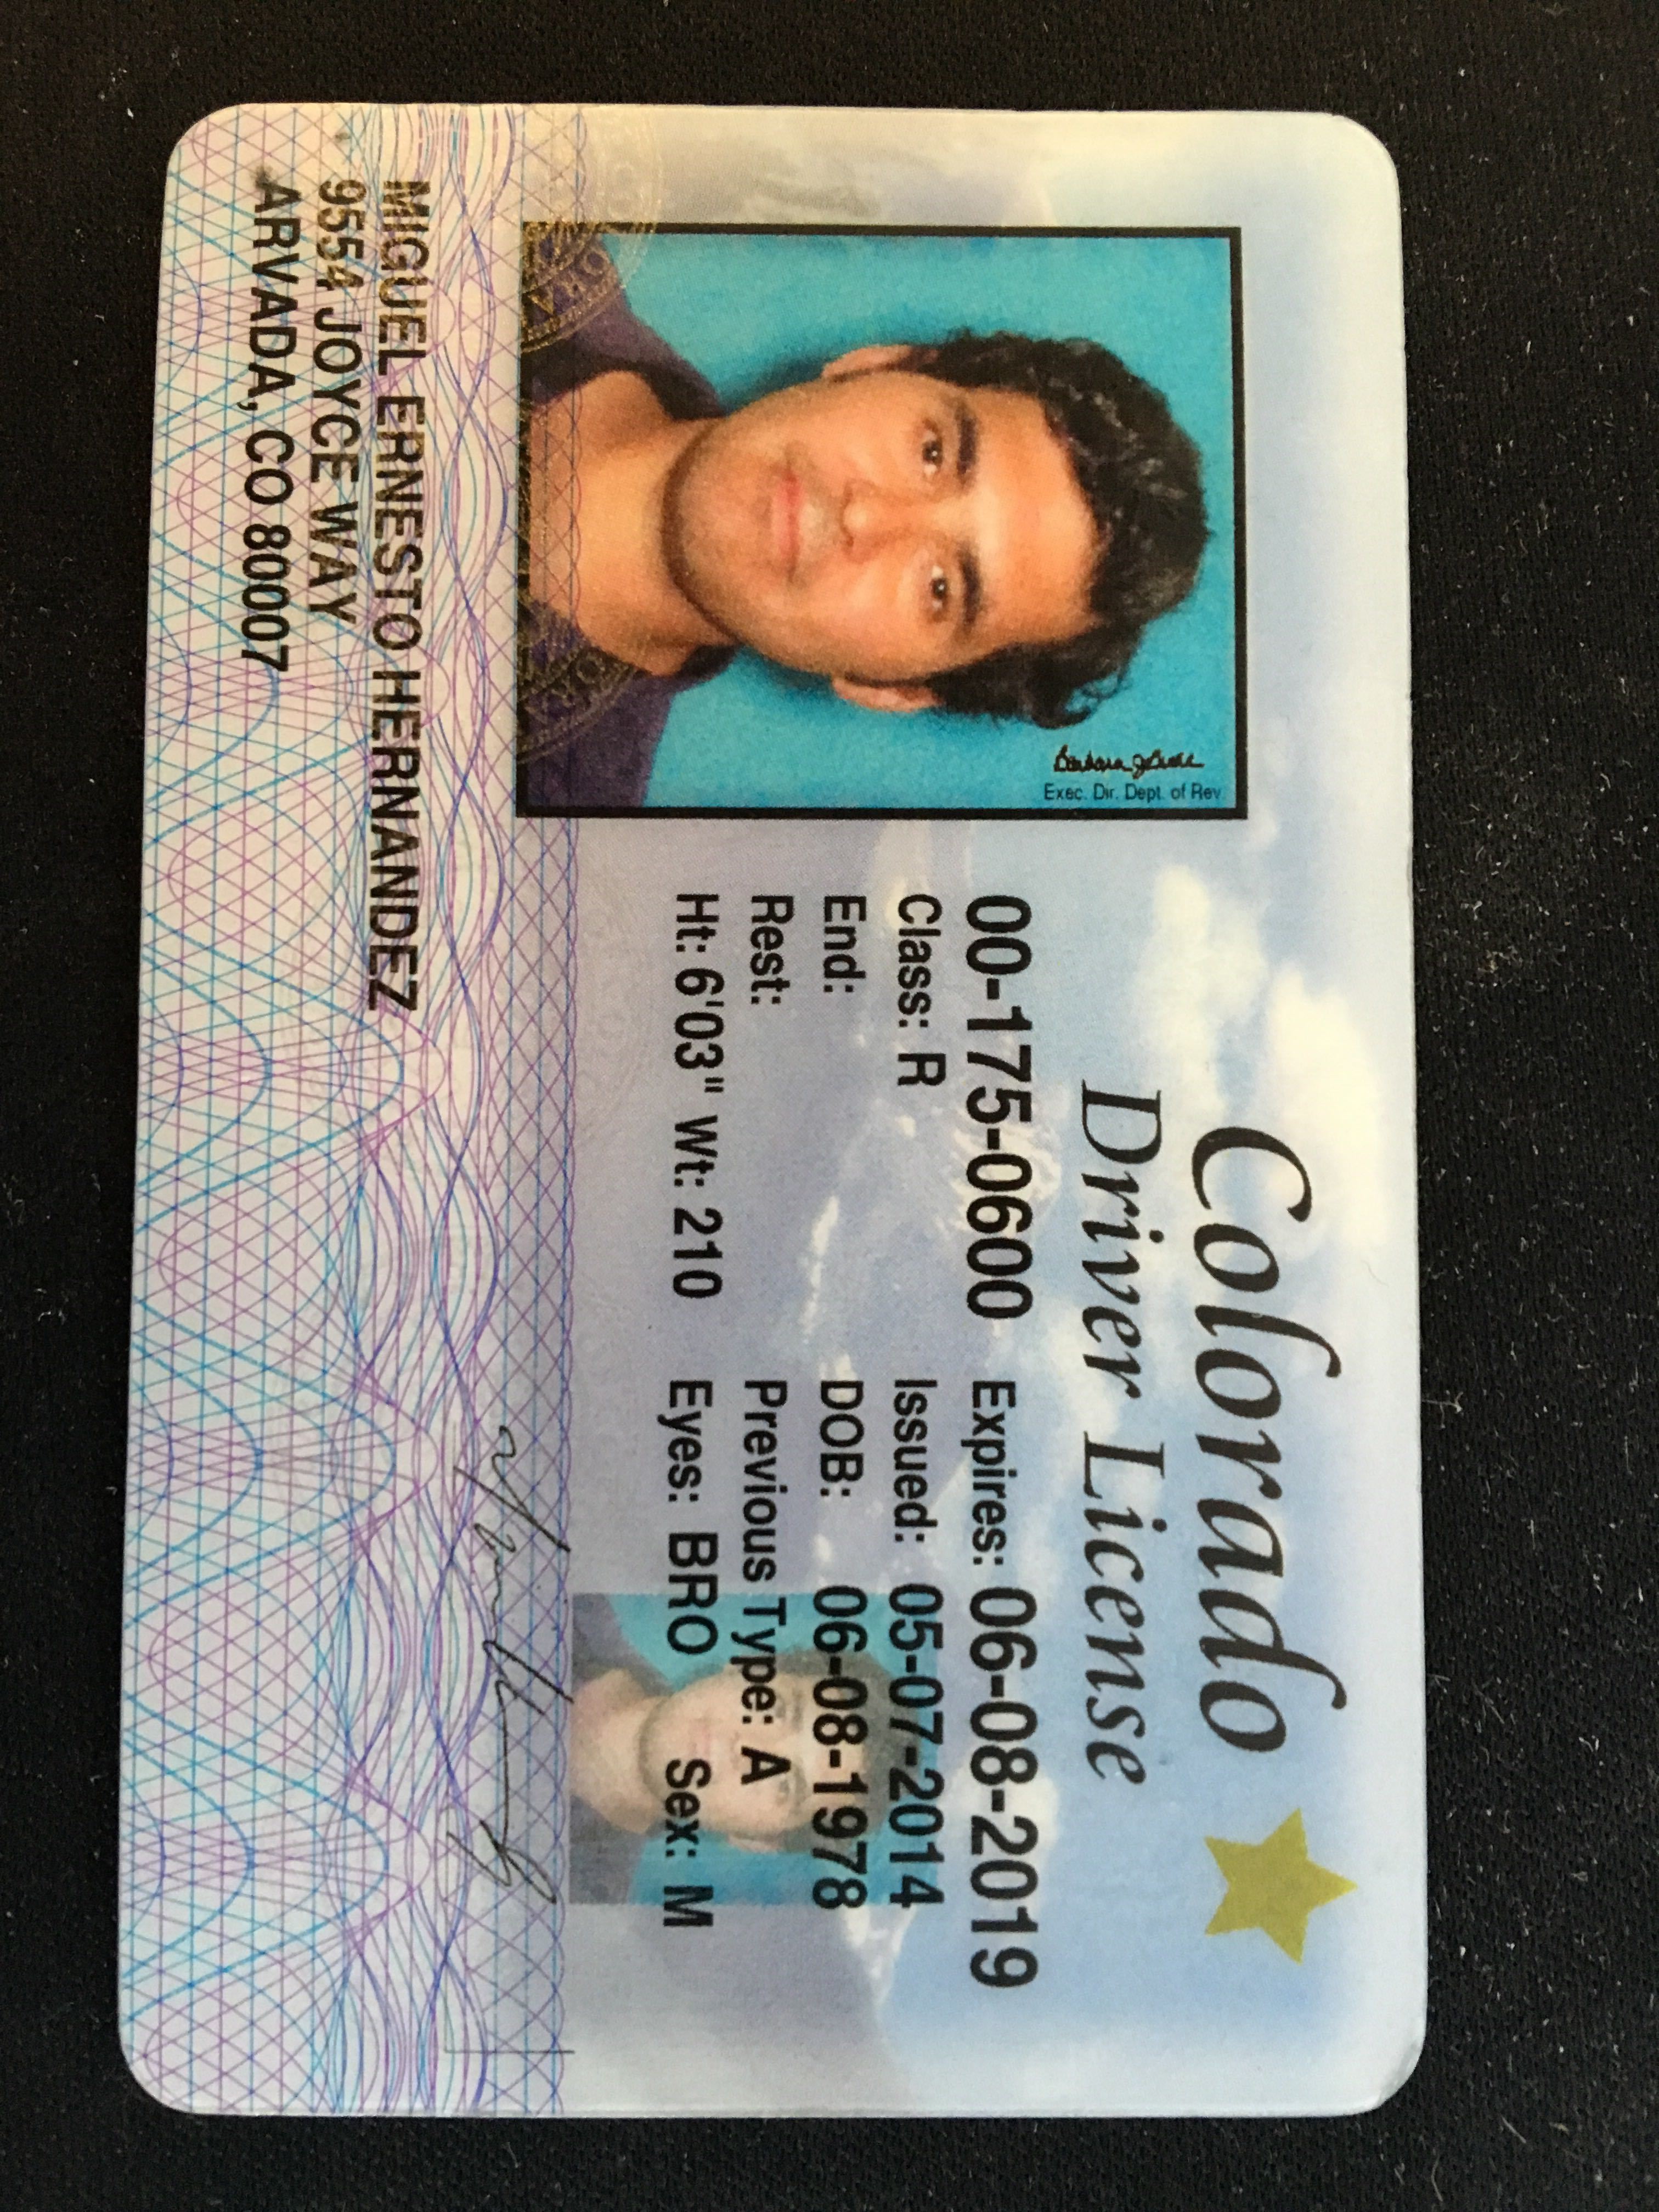 Colorado
Driver License
00-175-0600 Expires: 06-08-2019
Class: R Issued: 05-07-2014
End: DOB: 06-08-1978
Rest: Previous Type: A
Ht: 6'03" Wt: 210 Eyes: BRO Sex: M
Exec. Dir. Dept. of Rev.
MIGUEL ERNESTO HERNANDEZ
9554 JOYCE WAY
ARVADA, CO 80007